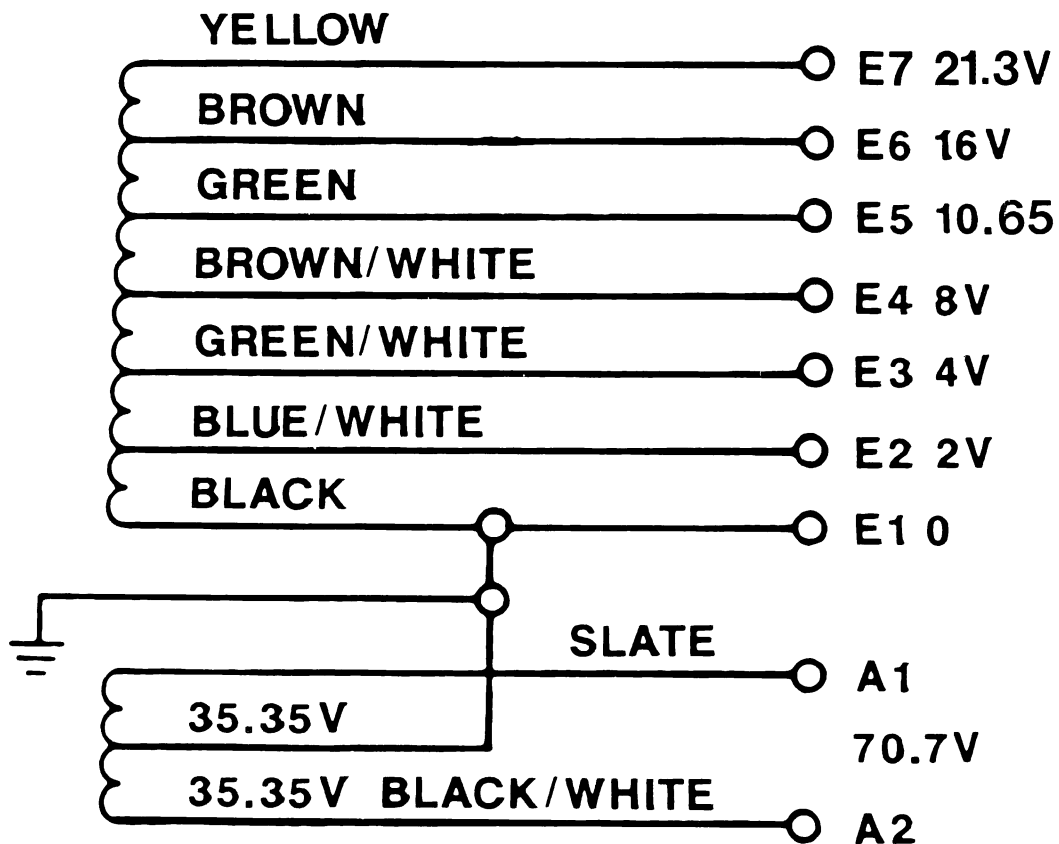 YELLOW
E7 21.3V
BROWN
E6 16V
GREEN
E5 10.65
BROWN/WHITE
E4 8V
GREEN/WHITE
E3 4V
BLUE/WHITE
E2 2V
BLACK
E1 0
SLATE
A1
35.35V
70.7V
35.35V BLACK/WHITE
A2